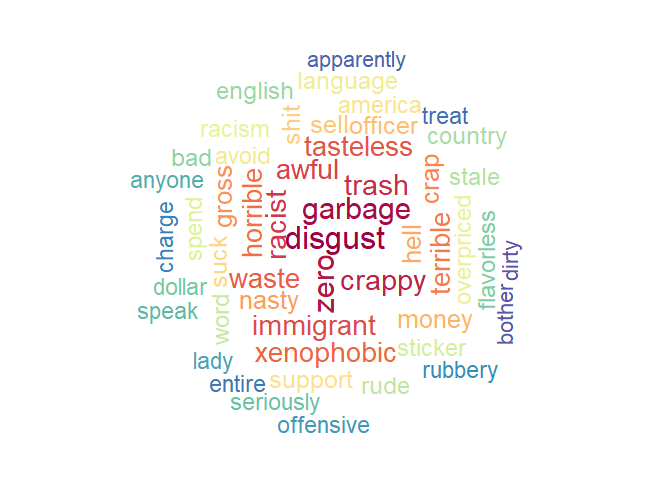 apparently
language
english
america
shit
treat
sell
officer
racism
country
tasteless
avoid
bad
awful
crap
stale
anyone
trash
gross
horrible
garbage
racist
disgust
hell
terrible
overpriced
flavorless
dirty
charge
spend
suck
waste
zero
crappy
dollar
nasty
bother
speak
word
immigrant
money
xenophobic
sticker
lady
rubbery
entire
support
rude
seriously
offensive